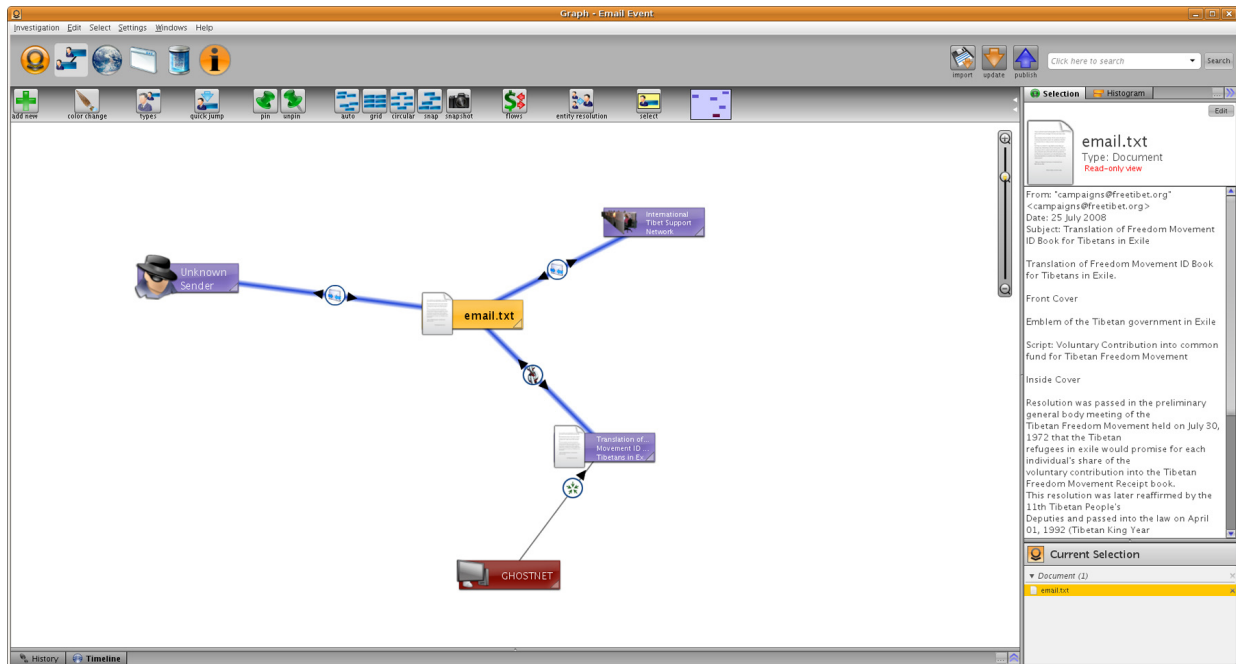 Graph - Email Event
Investigation Edit Select Settings Windows Help
import update publish
Click here to search
Search
add new color change types quick jump pin unpin auto grid circular snap snapshot flows entity resolution select
Selection Histogram
Edit
email.txt
Type: Document
Read-only view
From: "campaigns@freetibet.org"
<campaigns@freetibet.org>
Date: 25 July 2008
Subject: Translation of Freedom Movement
ID Book for Tibetans in Exile
Translation of Freedom Movement ID Book
for Tibetans in Exile.
Front Cover
Emblem of the Tibetan government in Exile
Script: Voluntary Contribution into common
fund for Tibetan Freedom Movement
Inside Cover
Resolution was passed in the preliminary
general body meeting of the
Tibetan Freedom Movement held on July 30,
1972 that the Tibetan
refugees in exile would promise for each
individual's share of the
voluntary contribution into the Tibetan
Freedom Movement Receipt book.
This resolution was later reaffirmed by the
11th Tibetan People's
Deputies and passed into the law on April
01, 1992 (Tibetan King Year
International
Tibet Support
Network
Unknown
Sender
email.txt
Translation of...
Movement ID ...
Tibetans in Ex...
GHOSTNET
Current Selection
Document (1)
email.txt
History Timeline